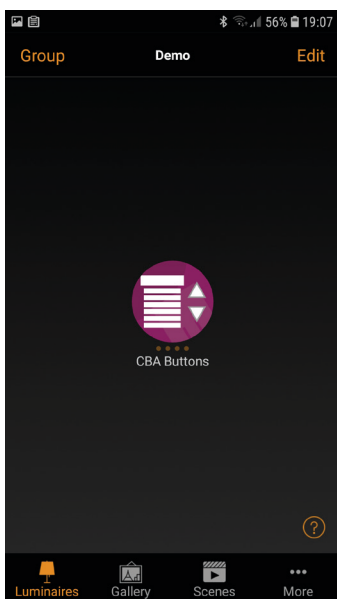 56% 19:07
Group Demo Edit
CBA Buttons
?
Luminaires Gallery Scenes More